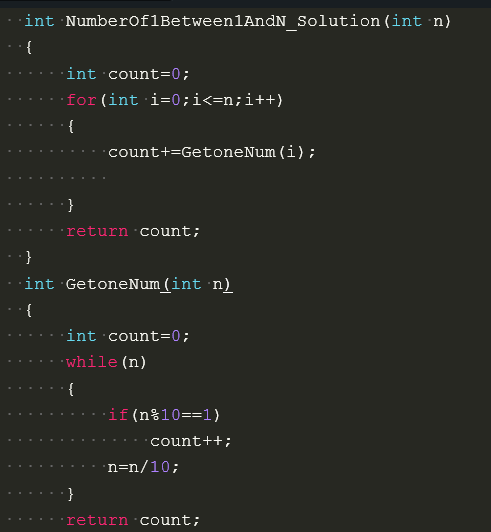 int NumberOf1Between1AndN_Solution(int n)
{
int count=0;
for(int i=0;i<=n;i++)
{
count+=GetoneNum(i);
}
return count;
}
int GetoneNum(int n)
{
int count=0;
while(n)
{
if(n%10==1)
count++;
n=n/10;
}
return count;